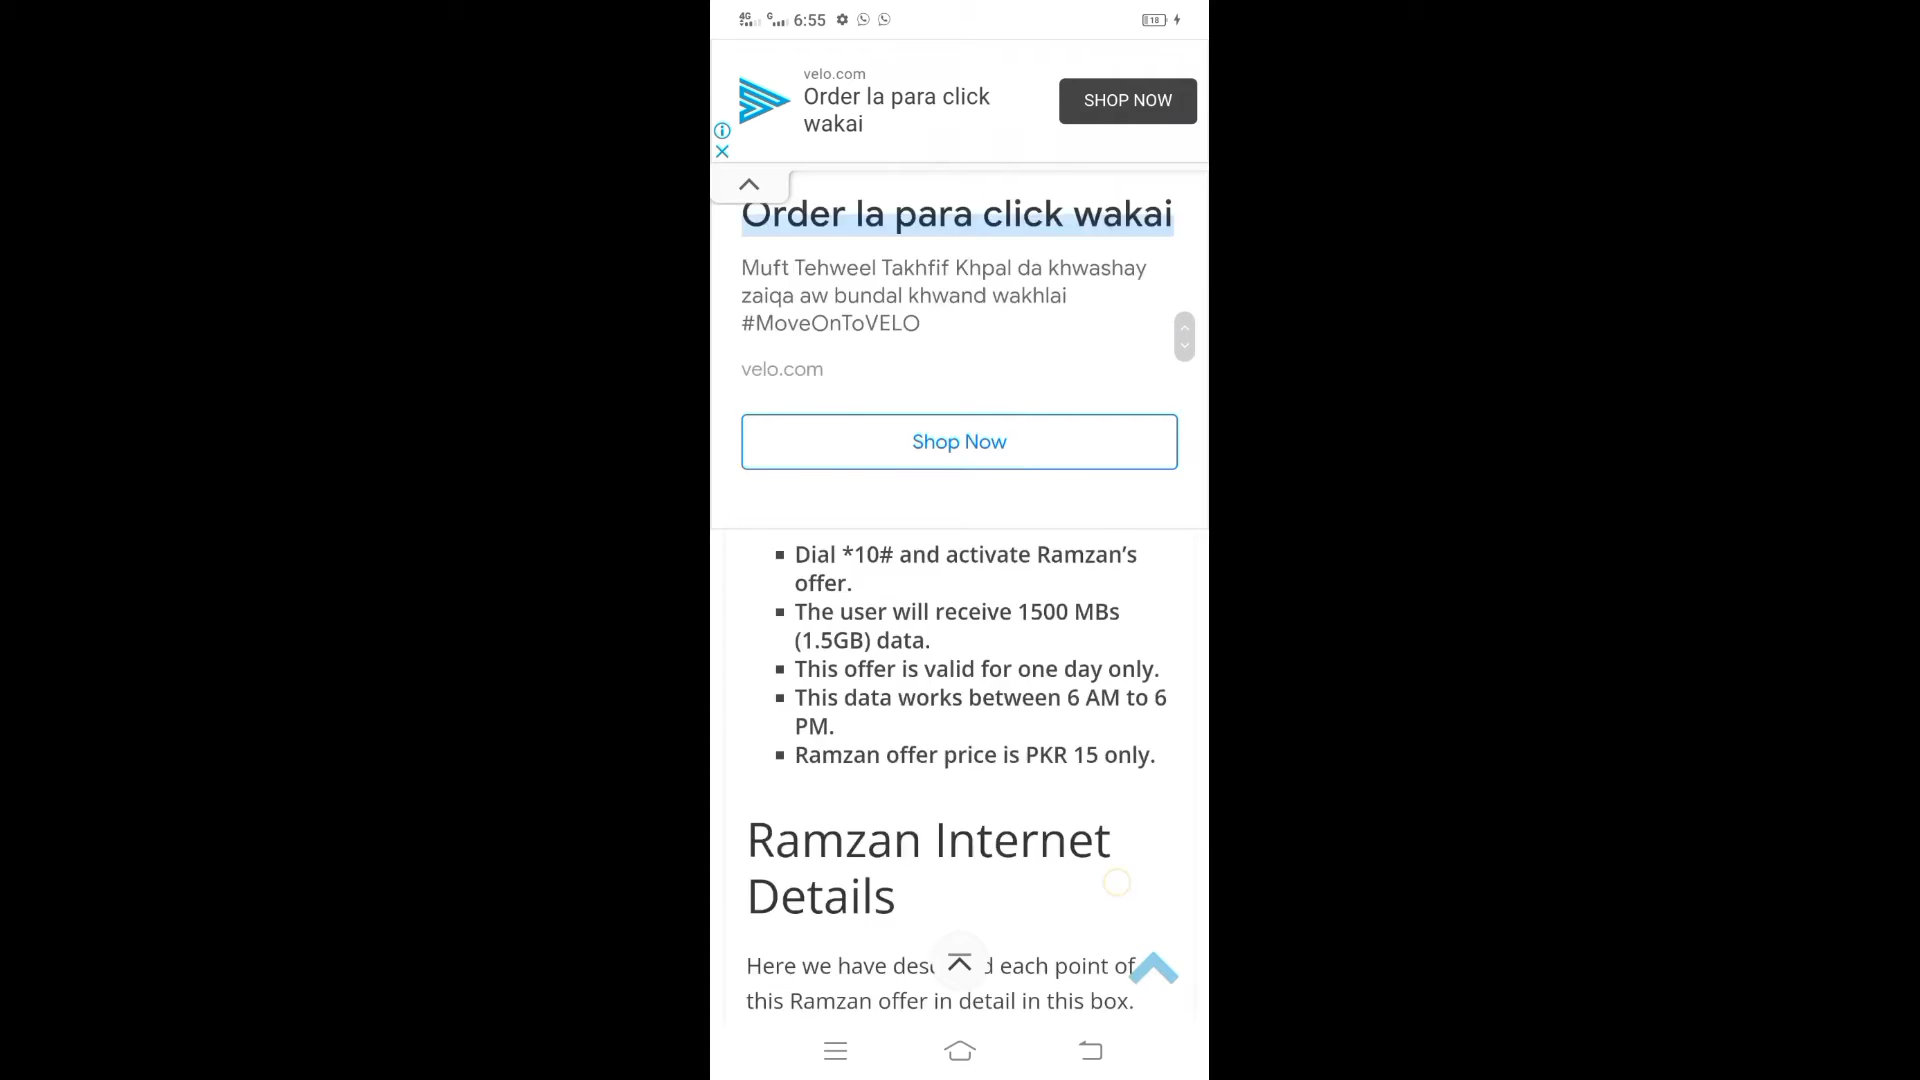 4G G 6:55 18
velo.com
Order la para click
wakai
SHOP NOW
Order la para click wakai
Muft Tehweel Takhfif Khpal da khwashay
zaiqa aw bundal khwand wakhlai
#MoveOnToVELO
velo.com
Shop Now
Dial *10# and activate Ramzan’s
offer.
The user will receive 1500 MBs
(1.5GB) data.
This offer is valid for one day only.
This data works between 6 AM to 6
PM.
Ramzan offer price is PKR 15 only.
Ramzan Internet
Details
Here we have each point of
this Ramzan offer in detail in this box.